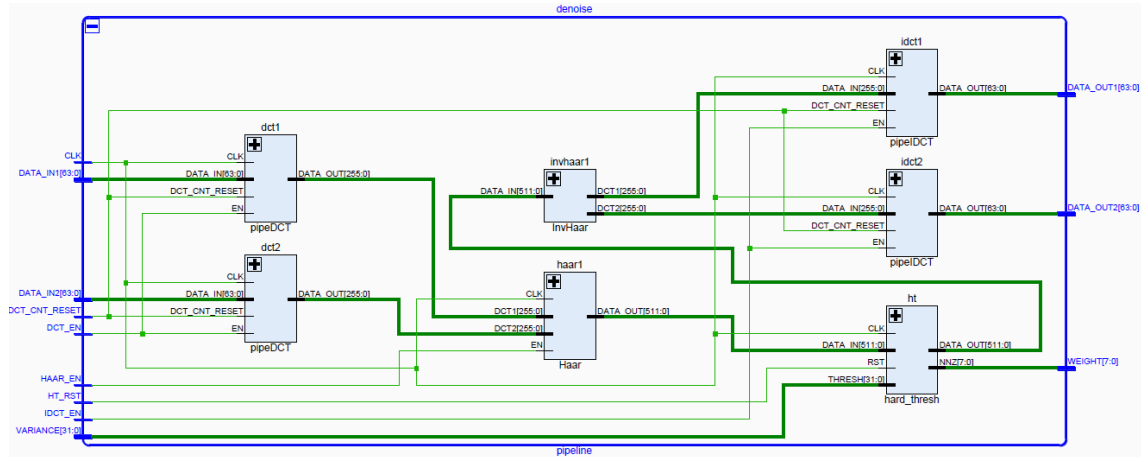 denoise
idct1
CLK
DATA_IN[255:0]
DATA_OUT[63:0]
DATA_OUT1[63:0]
DCT_CNT_RESET
EN
pipeIDCT
dct1
CLK
CLK
DATA_IN1[63:0]
DATA_IN[63:0]
DATA_OUT[255:0]
DCT_CNT_RESET
EN
pipeDCT
invhaar1
DATA_IN[511:0]
DCT1[255:0]
DCT2[255:0]
InvHaar
idct2
CLK
DATA_IN[255:0]
DATA_OUT[63:0]
DATA_OUT2[63:0]
DCT_CNT_RESET
EN
pipeIDCT
dct2
CLK
DATA_IN2[63:0]
DATA_IN[63:0]
DATA_OUT[255:0]
DCT_CNT_RESET
DCT_CNT_RESET
DCT_EN
EN
pipeDCT
haar1
CLK
DCT1[255:0]
DATA_OUT[511:0]
DCT2[255:0]
EN
Haar
ht
CLK
DATA_IN[511:0]
DATA_OUT[511:0]
RST
NNZ[7:0]
WEIGHT[7:0]
THRESH[31:0]
hard_thresh
HAAR_EN
HT_RST
IDCT_EN
VARIANCE[31:0]
pipeline